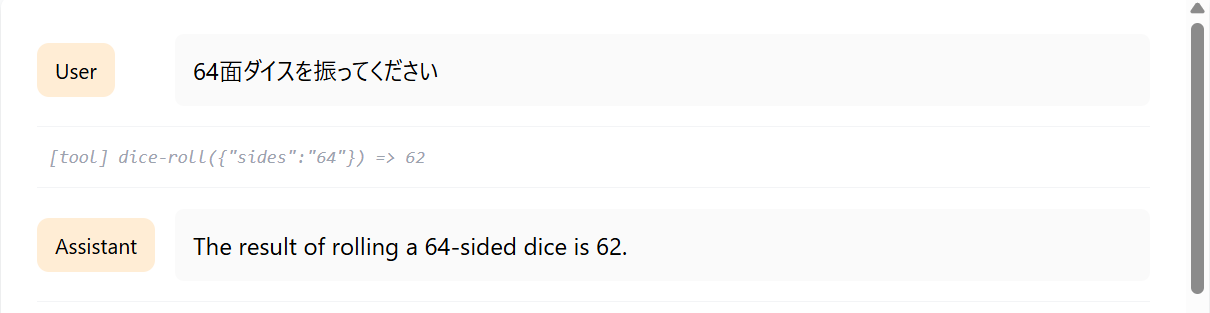 User
64面ダイスを振ってください
[tool] dice-roll({"sides":"64"}) => 62
Assistant
The result of rolling a 64-sided dice is 62.